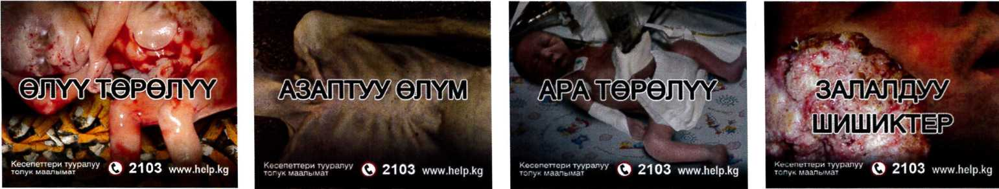 ӨЛҮҮ ТӨРӨЛҮҮ
Кесепеттери тууралуу
толук маалымат
2103 www.help.kg
АЗАПТУУ ӨЛҮМ
Кесепеттери тууралуу
толук маалымат
2103 www.help.kg
АРА ТӨРӨЛҮҮ
Кесепеттери тууралуу
толук маалымат
2103 www.help.kg
ЗАЛАЛДУУ
ШИШИКТЕР
Кесепеттери тууралуу
толук маалымат
2103 www.help.kg